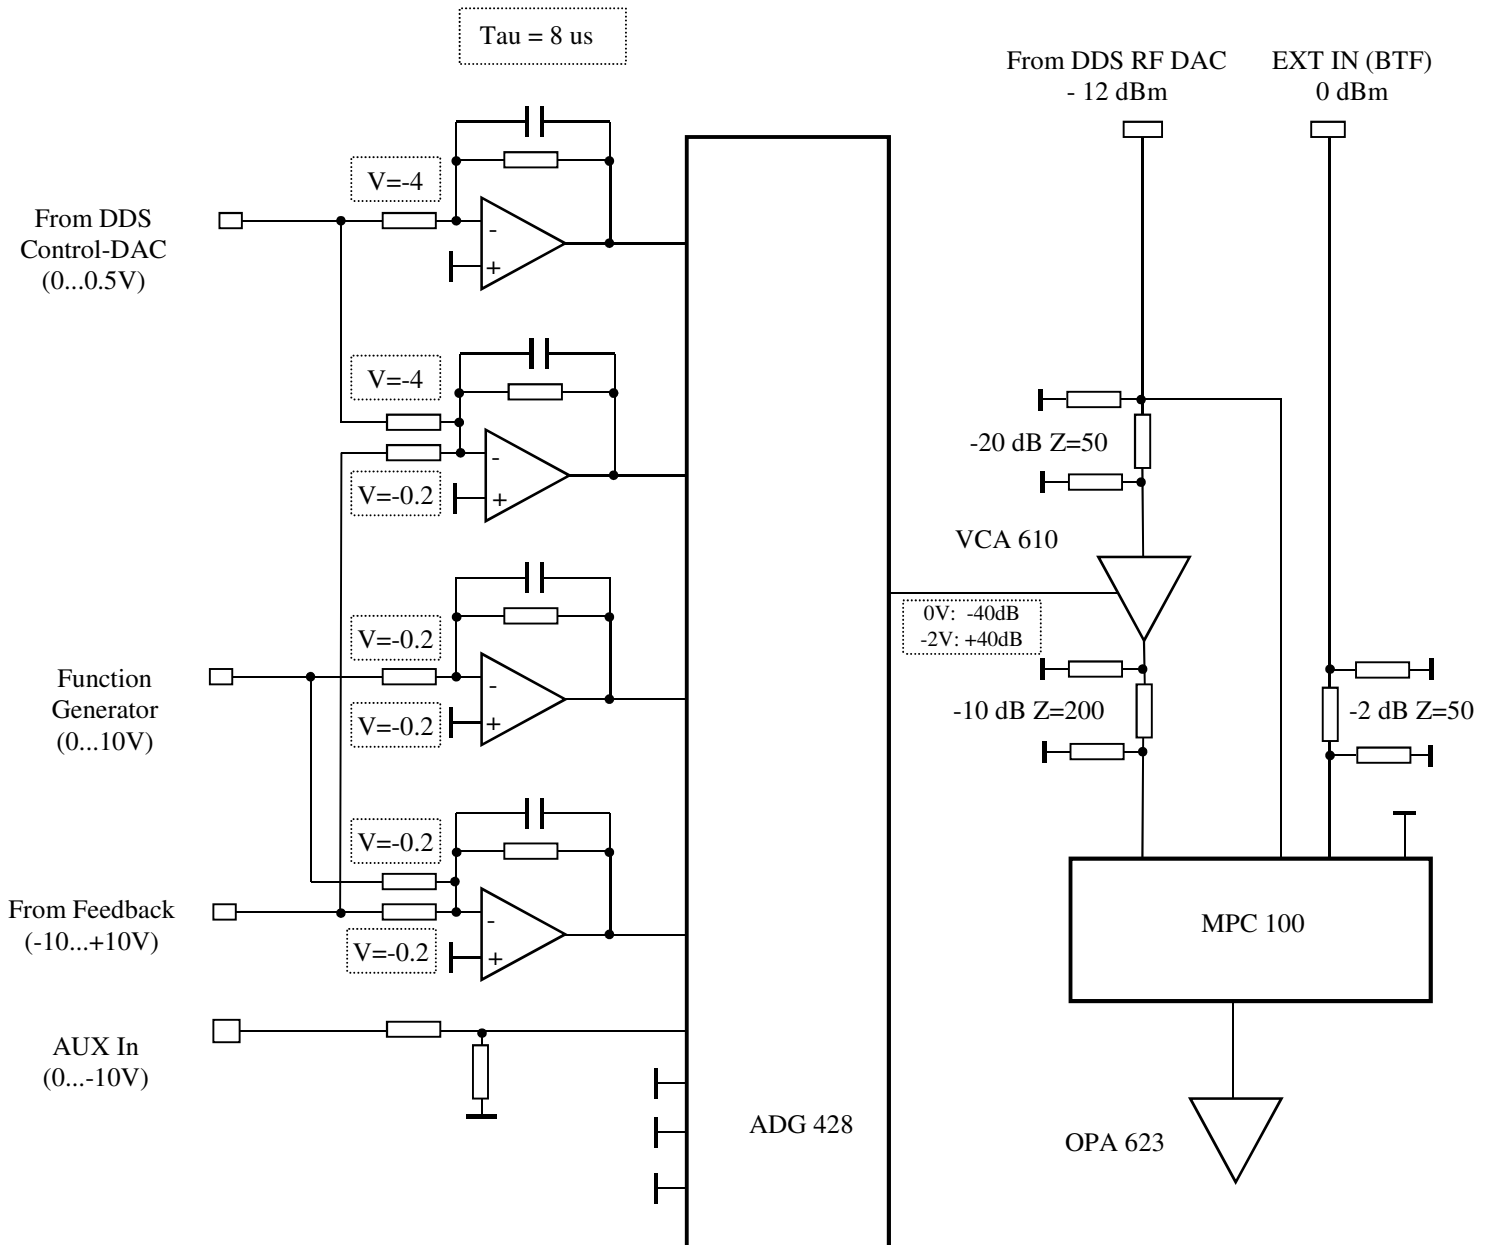 Tau = 8 us
From DDS RF DAC
- 12 dBm
EXT IN (BTF)
0 dBm
V=-4
From DDS
Control-DAC
(0...0.5V)
-
+
V=-4
-
V=-0.2
+
-20 dB Z=50
VCA 610
0V: -40dB
-2V: +40dB
V=-0.2
Function
Generator
(0...10V)
-
V=-0.2
+
-10 dB Z=200
-2 dB Z=50
V=-0.2
From Feedback
(-10...+10V)
-
V=-0.2
+
MPC 100
AUX In
(0...-10V)
ADG 428
OPA 623